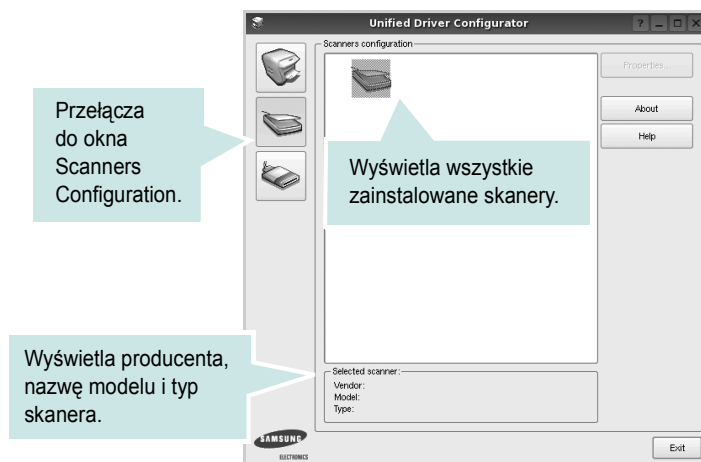 Unified Driver Configurator
Scanners configuration
Properties...
About
Help
Przełącza
do okna
Scanners
Configuration.
Wyświetla wszystkie
zainstalowane skanery.
Wyświetla producenta,
nazwę modelu i typ
skanera.
Selected scanner:
Vendor:
Model:
Type:
SAMSUNG
ELECTRONICS
Exit